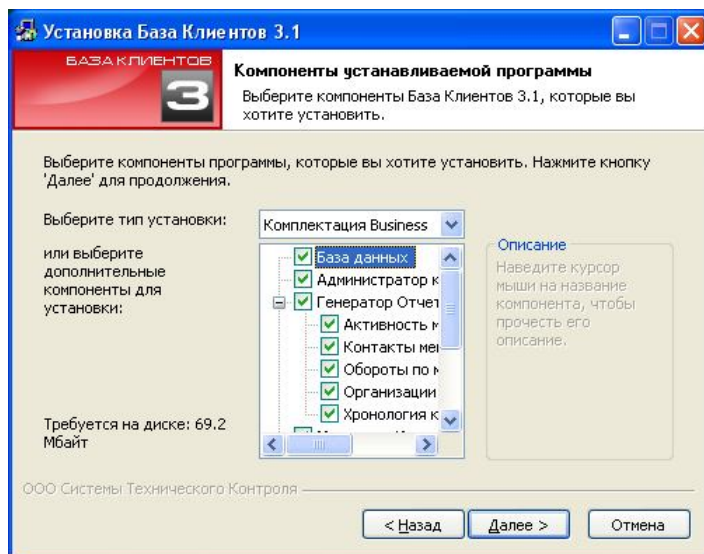 Установка База Клиентов 3.1
БАЗА КЛИЕНТОВ
3
Компоненты устанавливаемой программы
Выберите компоненты База Клиентов 3.1, которые вы
хотите установить.
Выберите компоненты программы, которые вы хотите установить. Нажмите кнопку
'Далее' для продолжения.
Выберите тип установки:
Комплектация Business
или выберите
дополнительные
компоненты для
установки:
База данных
Администратор к
Генератор Отчет
Активность м
Контакты мен
Обороты по м
Организации
Хронология к
Описание
Наведите курсор
мыши на название
компонента, чтобы
прочесть его
описание.
Требуется на диске: 69.2
Мбайт
ООО Системы Технического Контроля
< Назад
Далее >
Отмена